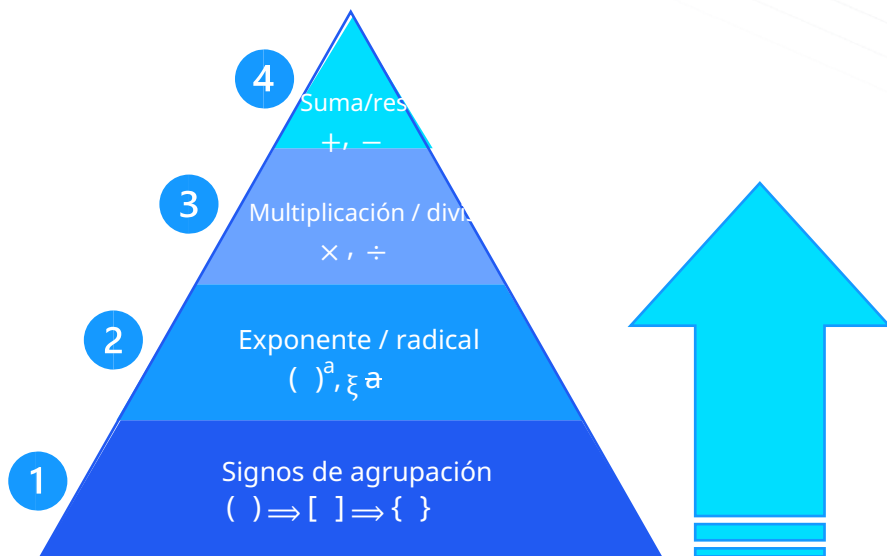 4
Suma/res
+, −
3
Multiplicación / divis
×, ÷
2
Exponente / radical
( )ᵃ, ξ a
1
Signos de agrupación
( ) ⟹ [ ] ⟹ { }